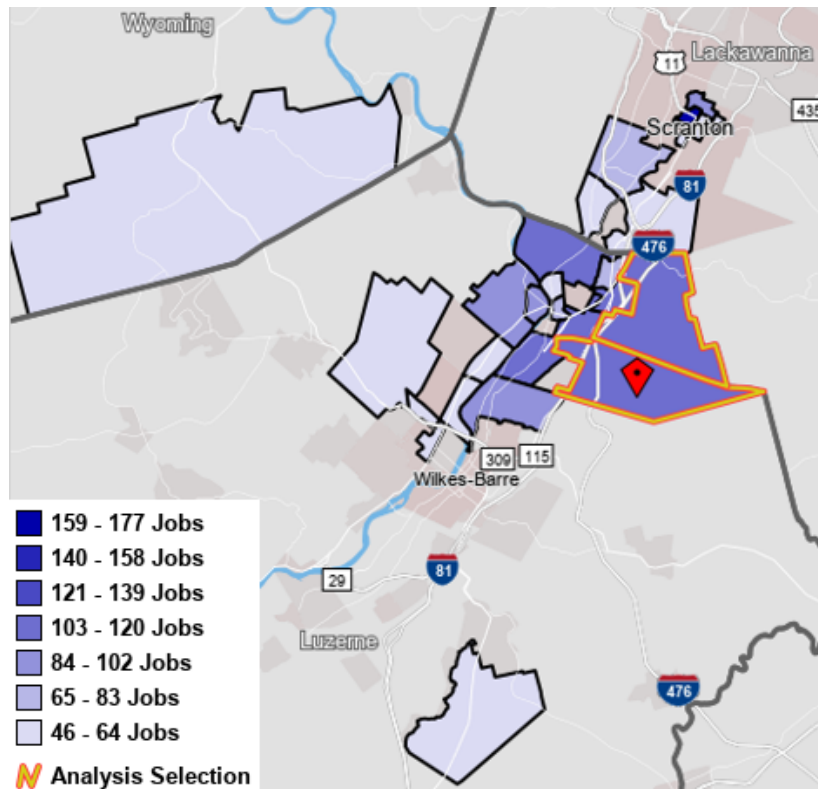 Wyoming
Lackawanna
11
435
Scranton
81
476
309
115
Wilkes-Barre
81
29
Luzerne
476
159 - 177 Jobs
140 - 158 Jobs
121 - 139 Jobs
103 - 120 Jobs
84 - 102 Jobs
65 - 83 Jobs
46 - 64 Jobs
Analysis Selection